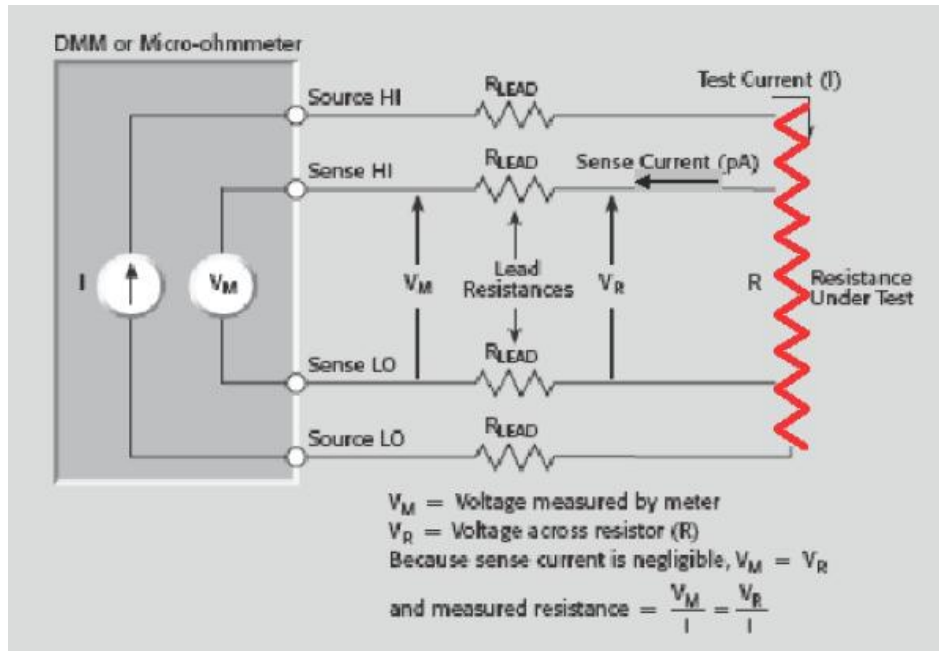 DMM or Micro-ohmmeter
Source HI
RLEAD
Test Current (I)
Sense HI
RLEAD
Sense Current (pA)
I
VM
VM
Lead
Resistances
VR
R
Resistance
Under Test
Sense LO
RLEAD
Source LO
RLEAD
VM = Voltage measured by meter
VR = Voltage across resistor (R)
Because sense current is negligible, VM = VR
and measured resistance = VM/I = VR/I